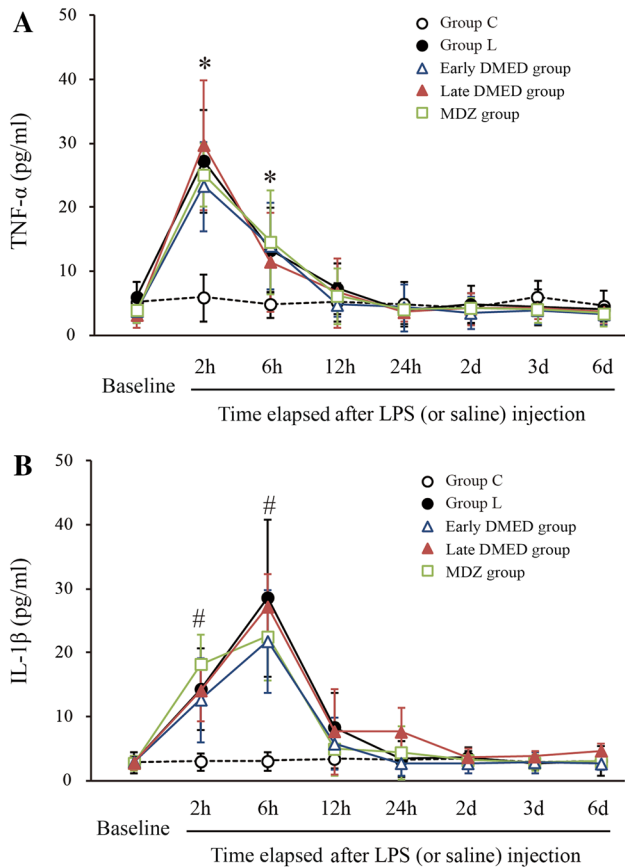 A
50
40
30
20
10
0
TNF-α (pg/ml)
Group C
Group L
Early DMED group
Late DMED group
MDZ group
*
*
Baseline
2h
6h
12h
24h
2d
3d
6d
Time elapsed after LPS (or saline) injection
B
50
40
30
20
10
0
IL-1β (pg/ml)
Group C
Group L
Early DMED group
Late DMED group
MDZ group
#
#
Baseline
2h
6h
12h
24h
2d
3d
6d
Time elapsed after LPS (or saline) injection